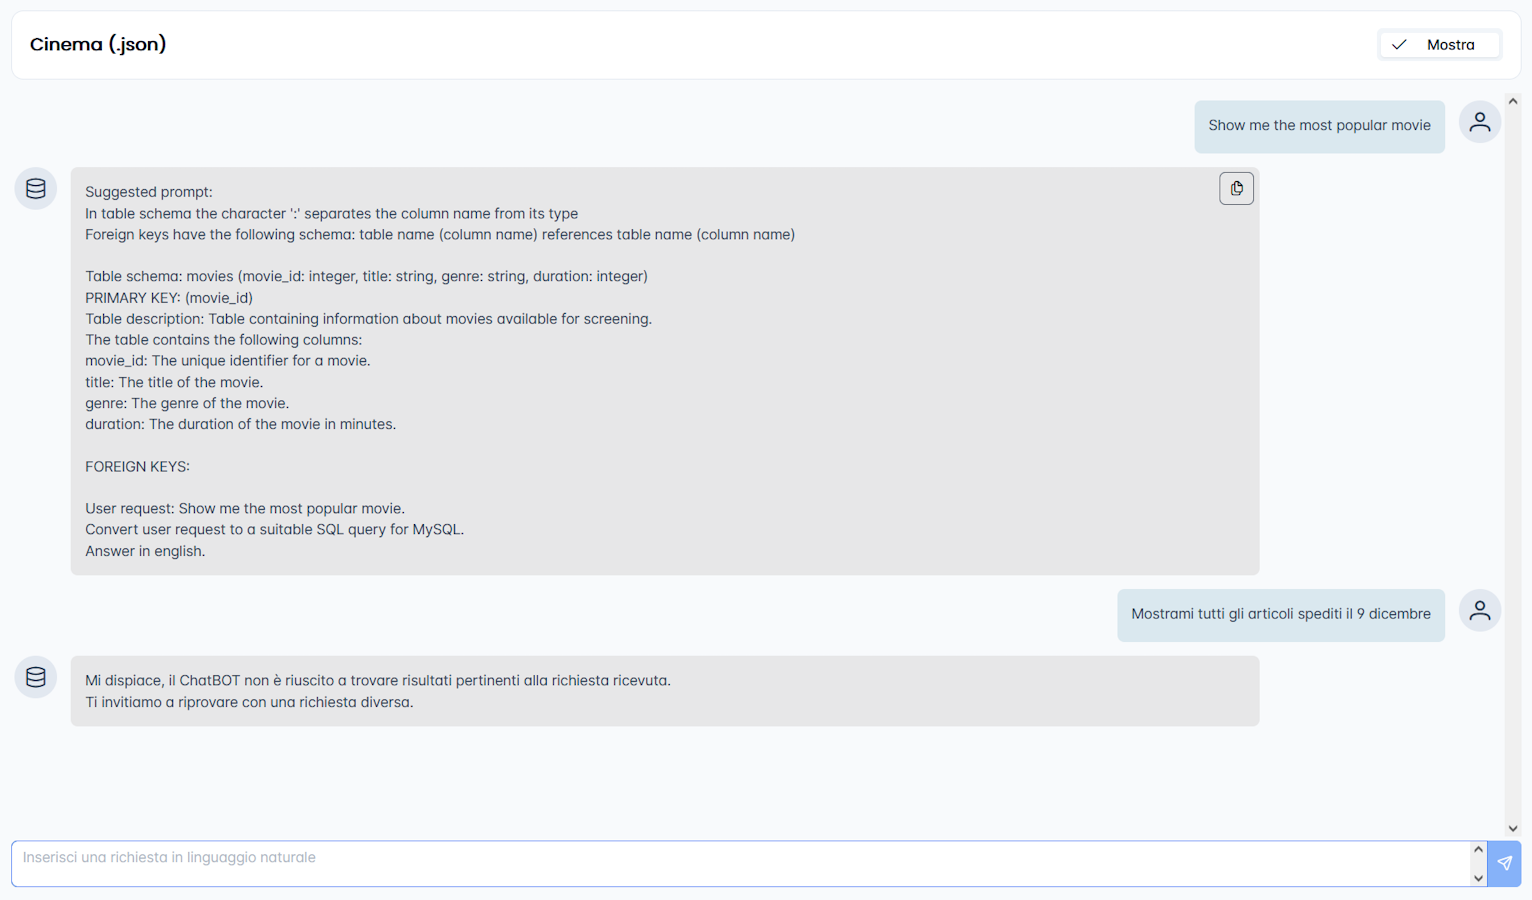 Cinema (.json)
Mostra
Show me the most popular movie
Suggested prompt:
In table schema the character ':' separates the column name from its type
Foreign keys have the following schema: table name (column name) references table name (column name)
Table schema: movies (movie_id: integer, title: string, genre: string, duration: integer)
PRIMARY KEY: (movie_id)
Table description: Table containing information about movies available for screening.
The table contains the following columns:
movie_id: The unique identifier for a movie.
title: The title of the movie.
genre: The genre of the movie.
duration: The duration of the movie in minutes.
FOREIGN KEYS:
User request: Show me the most popular movie.
Convert user request to a suitable SQL query for MySQL.
Answer in english.
Mostrami tutti gli articoli spediti il 9 dicembre
Mi dispiace, il ChatBOT non è riuscito a trovare risultati pertinenti alla richiesta ricevuta.
Ti invitiamo a riprovare con una richiesta diversa.
Inserisci una richiesta in linguaggio naturale